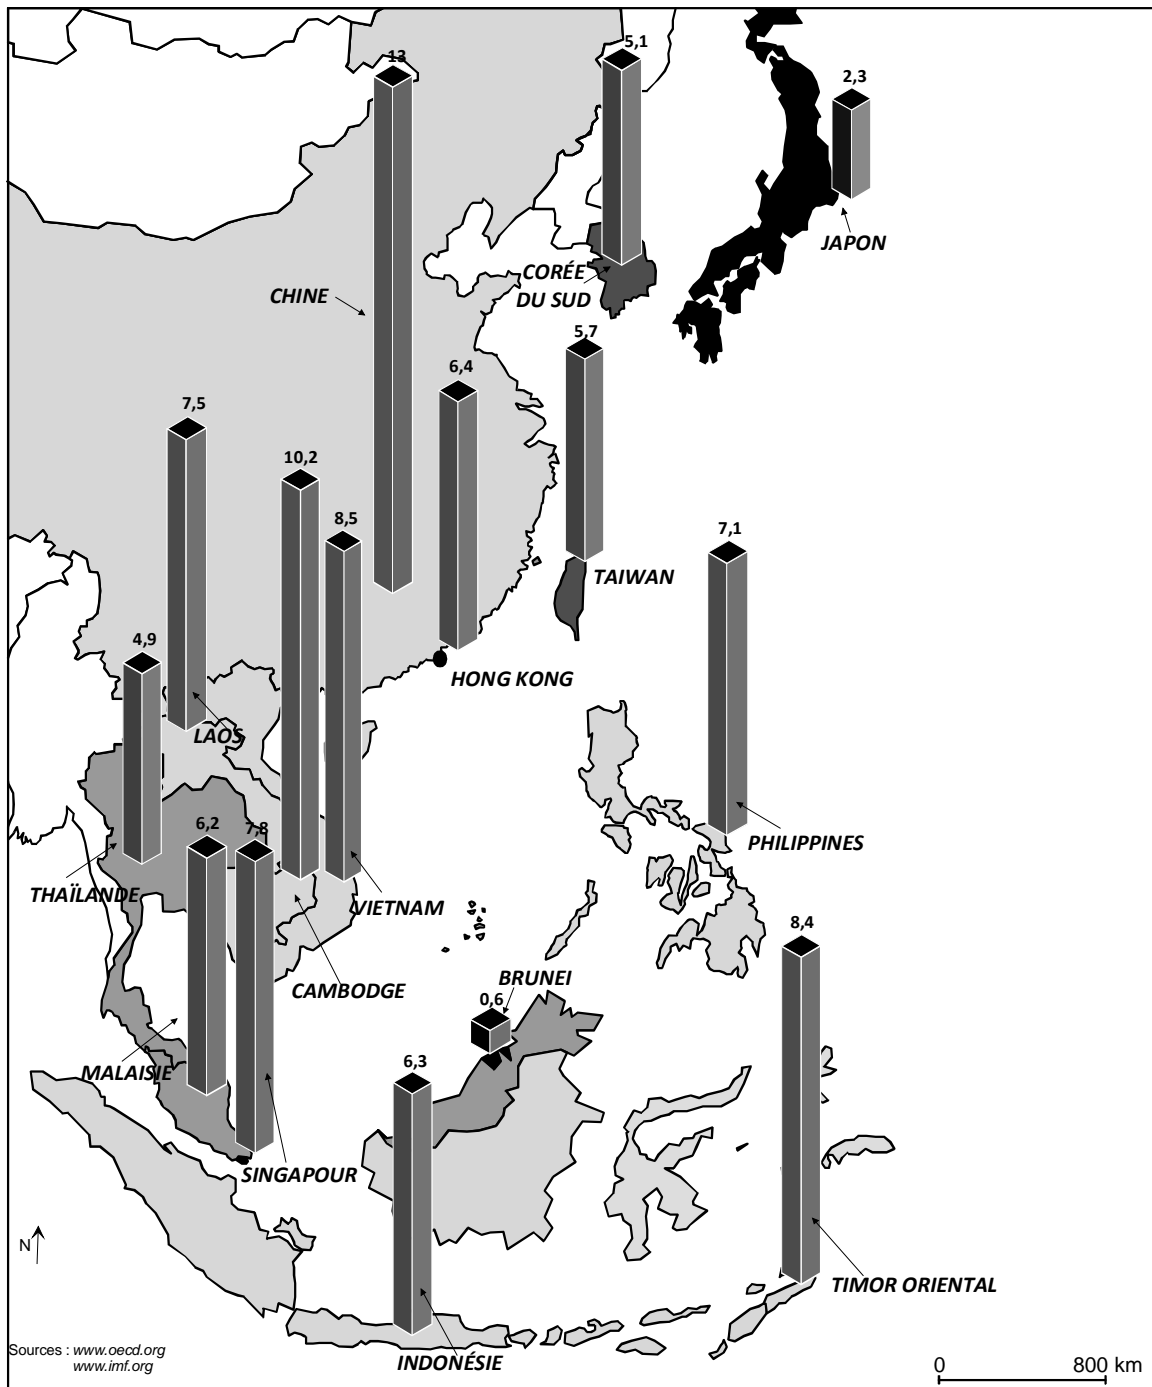 13
5,1
2,3
JAPON
CORÉE
DU SUD
CHINE
5,7
6,4
7,5
10,2
8,5
7,1
TAIWAN
4,9
HONG KONG
LAOS
6,2
7,8
PHILIPPINES
THAÏLANDE
VIETNAM
8,4
BRUNEI
CAMBODGE
0,6
6,3
MALAISIE
SINGAPOUR
N
TIMOR ORIENTAL
Sources : www.oecd.org
www.imf.org
INDONÉSIE
0 800 km